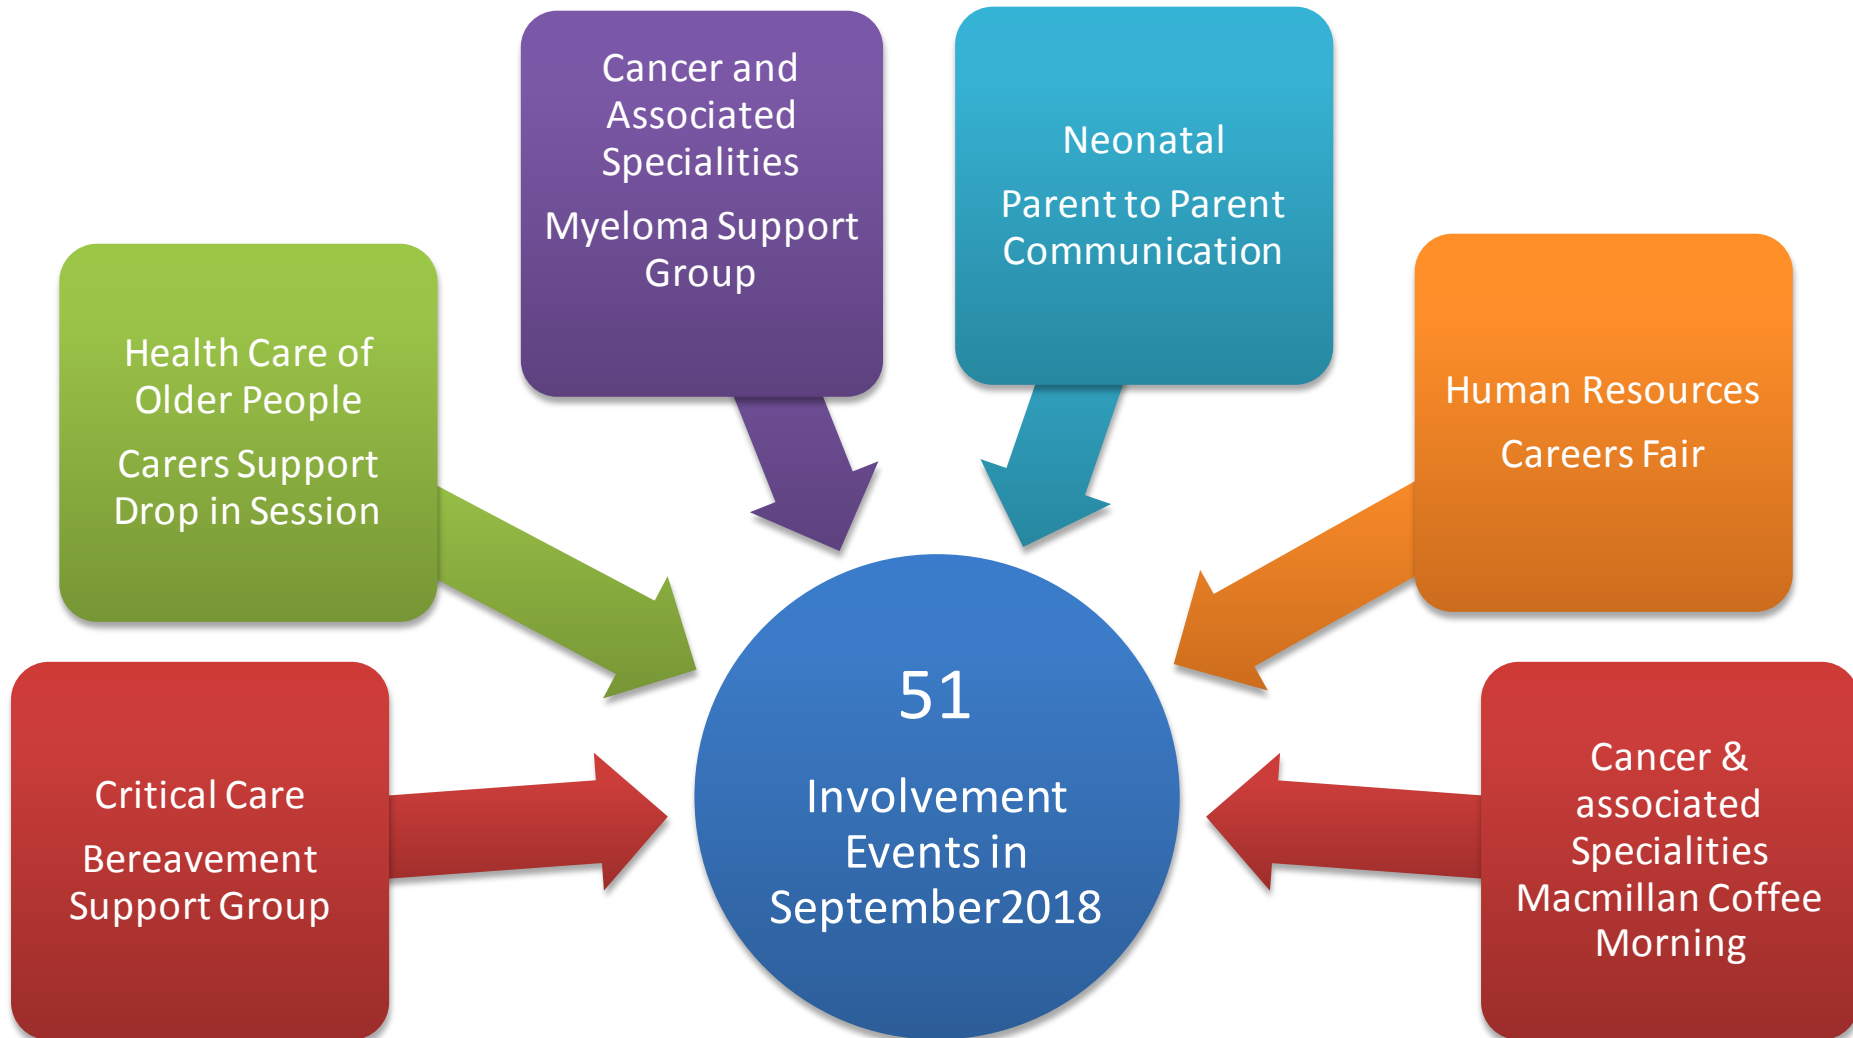 Cancer and
Associated
Specialities
Myeloma Support
Group
Neonatal
Parent to Parent
Communication
Health Care of
Older People
Carers Support
Drop in Session
Human Resources
Careers Fair
Critical Care
Bereavement
Support Group
51
Involvement
Events in
September2018
Cancer &
associated
Specialities
Macmillan Coffee
Morning